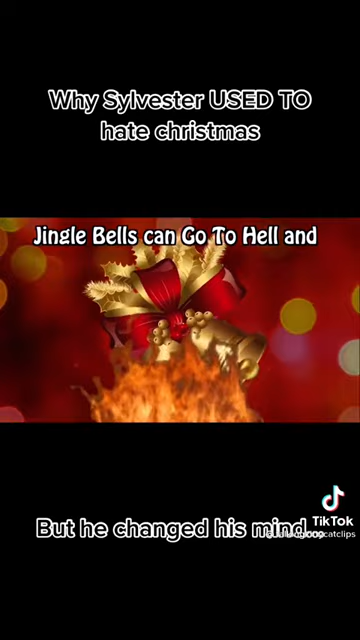 Why Sylvester USED TO
hate christmas
Jingle Bells can Go To Hell and
TikTok
But he changed his mind